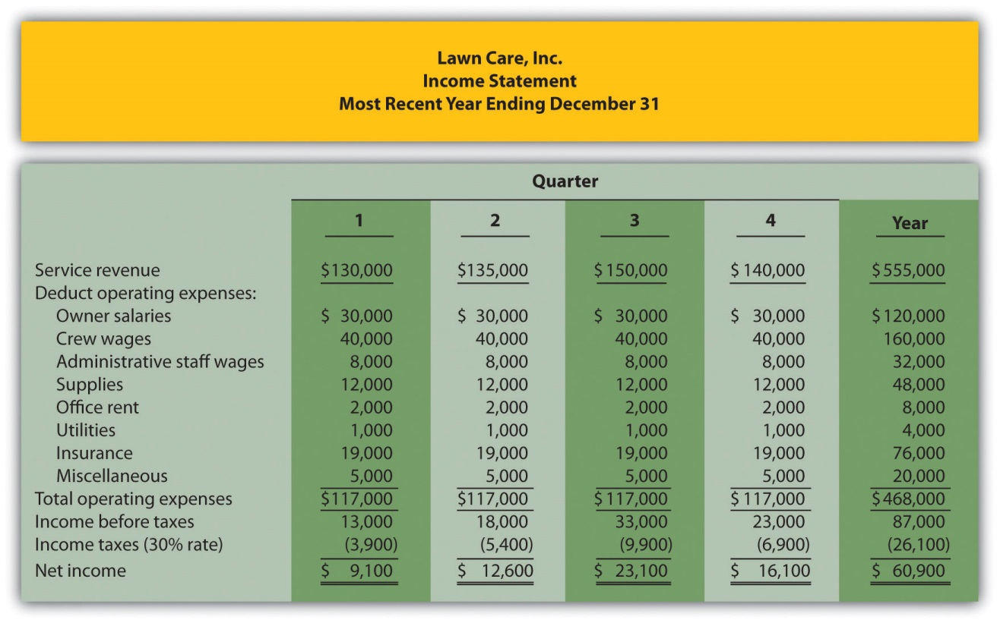 Lawn Care, Inc.
Income Statement
Most Recent Year Ending December 31
Quarter
1 2 3 4 Year
Service revenue $130,000 $135,000 $150,000 $140,000 $555,000
Deduct operating expenses:
Owner salaries $ 30,000 $ 30,000 $ 30,000 $ 30,000 $120,000
Crew wages 40,000 40,000 40,000 40,000 160,000
Administrative staff wages 8,000 8,000 8,000 8,000 32,000
Supplies 12,000 12,000 12,000 12,000 48,000
Office rent 2,000 2,000 2,000 2,000 8,000
Utilities 1,000 1,000 1,000 1,000 4,000
Insurance 19,000 19,000 19,000 19,000 76,000
Miscellaneous 5,000 5,000 5,000 5,000 20,000
Total operating expenses $117,000 $117,000 $117,000 $117,000 $468,000
Income before taxes 13,000 18,000 33,000 23,000 87,000
Income taxes (30% rate) (3,900) (5,400) (9,900) (6,900) (26,100)
Net income $ 9,100 $ 12,600 $ 23,100 $ 16,100 $ 60,900